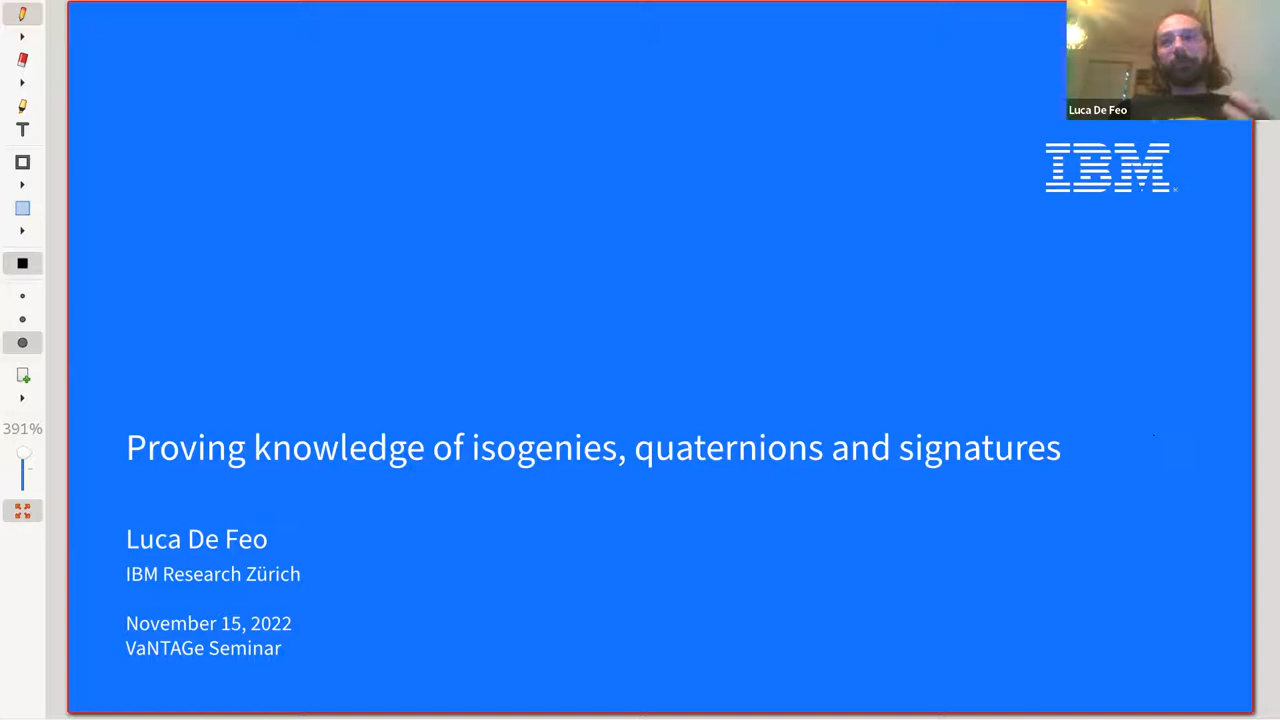 Luca De Feo
IBM
Proving knowledge of isogenies, quaternions and signatures
Luca De Feo
IBM Research Zürich
November 15, 2022
VaNTAGe Seminar
T
391%